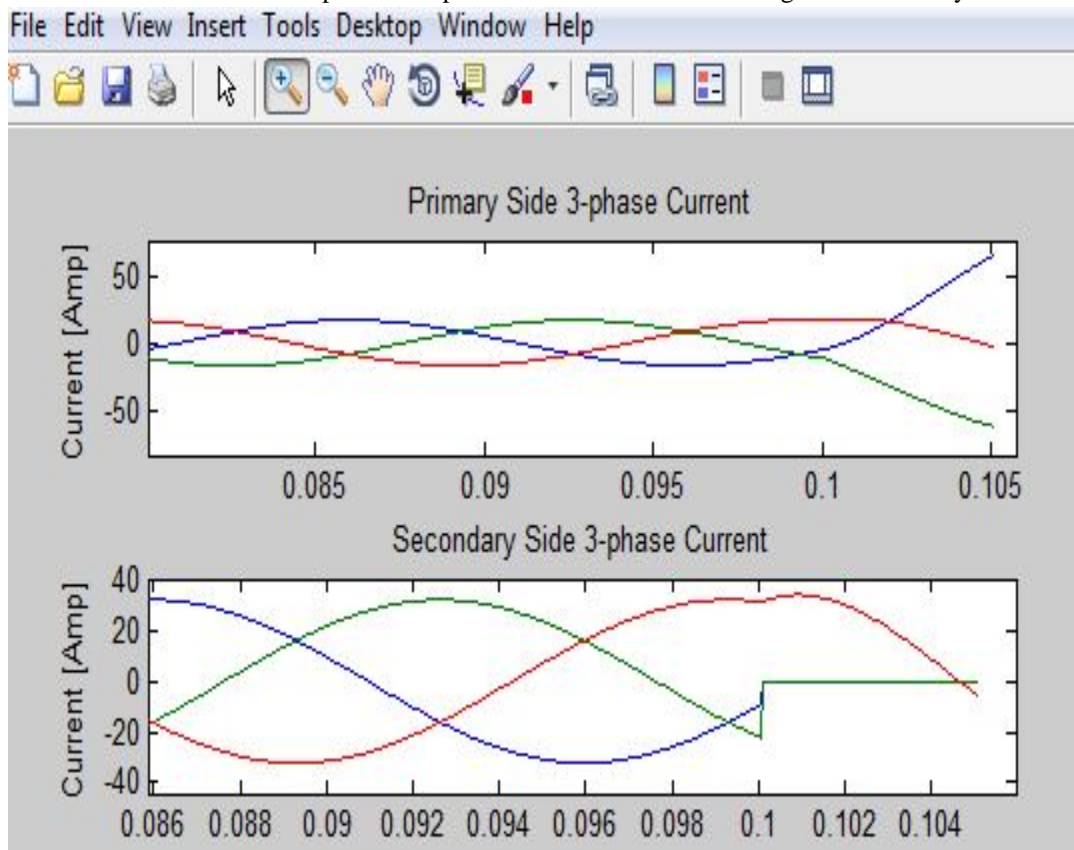 File Edit View Insert Tools Desktop Window Help
Primary Side 3-phase Current
Current [Amp]
50
0
-50
0.085 0.09 0.095 0.1 0.105
Secondary Side 3-phase Current
Current [Amp]
40
20
0
-20
-40
0.086 0.088 0.09 0.092 0.094 0.096 0.098 0.1 0.102 0.104